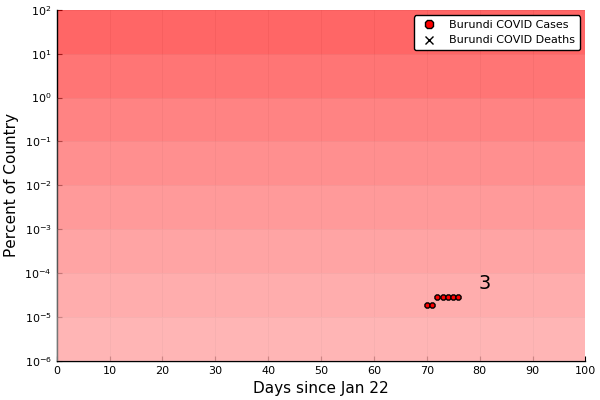 10²
Burundi COVID Cases
Burundi COVID Deaths
10¹
10⁰
10⁻¹
10⁻²
10⁻³
10⁻⁴
10⁻⁵
10⁻⁶
Percent of Country
3
0 10 20 30 40 50 60 70 80 90 100
Days since Jan 22